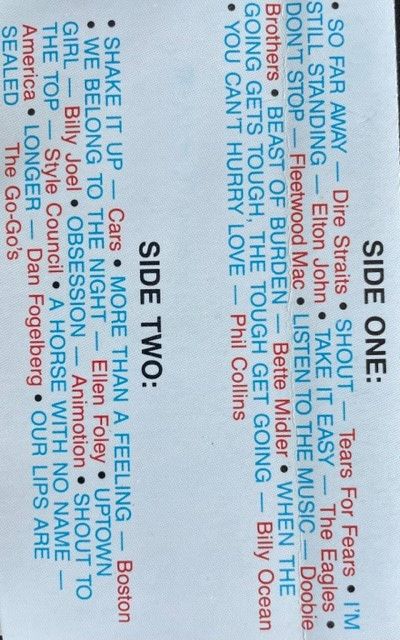 SIDE ONE:
• SO FAR AWAY — Dire Straits • SHOUT — Tears For Fears • I'M
STILL STANDING — Elton John • TAKE IT EASY — The Eagles •
DON'T STOP — Fleetwood Mac • LISTEN TO THE MUSIC — Doobie
Brothers • BEAST OF BURDEN — Bette Midler • WHEN THE
GOING GETS TOUGH, THE TOUGH GET GOING — Billy Ocean
• YOU CAN'T HURRY LOVE — Phil Collins
SIDE TWO:
• SHAKE IT UP — Cars • MORE THAN A FEELING — Boston
• WE BELONG TO THE NIGHT — Ellen Foley • UPTOWN
GIRL — Billy Joel • OBSESSION — Animotion • SHOUT TO
THE TOP — Style Council • A HORSE WITH NO NAME —
America • LONGER — Dan Fogelberg • OUR LIPS ARE
SEALED The Go-Go's